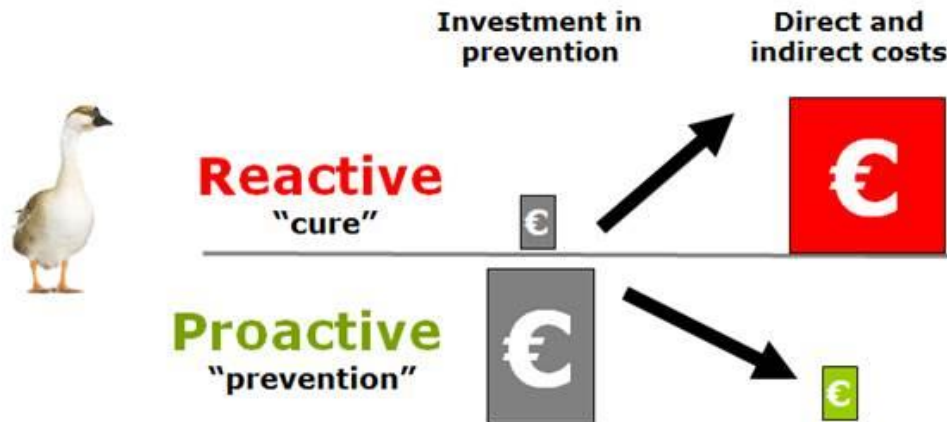 Investment in
prevention
Direct and
indirect costs
Reactive
“cure”
€
€
Proactive
“prevention”
€
€